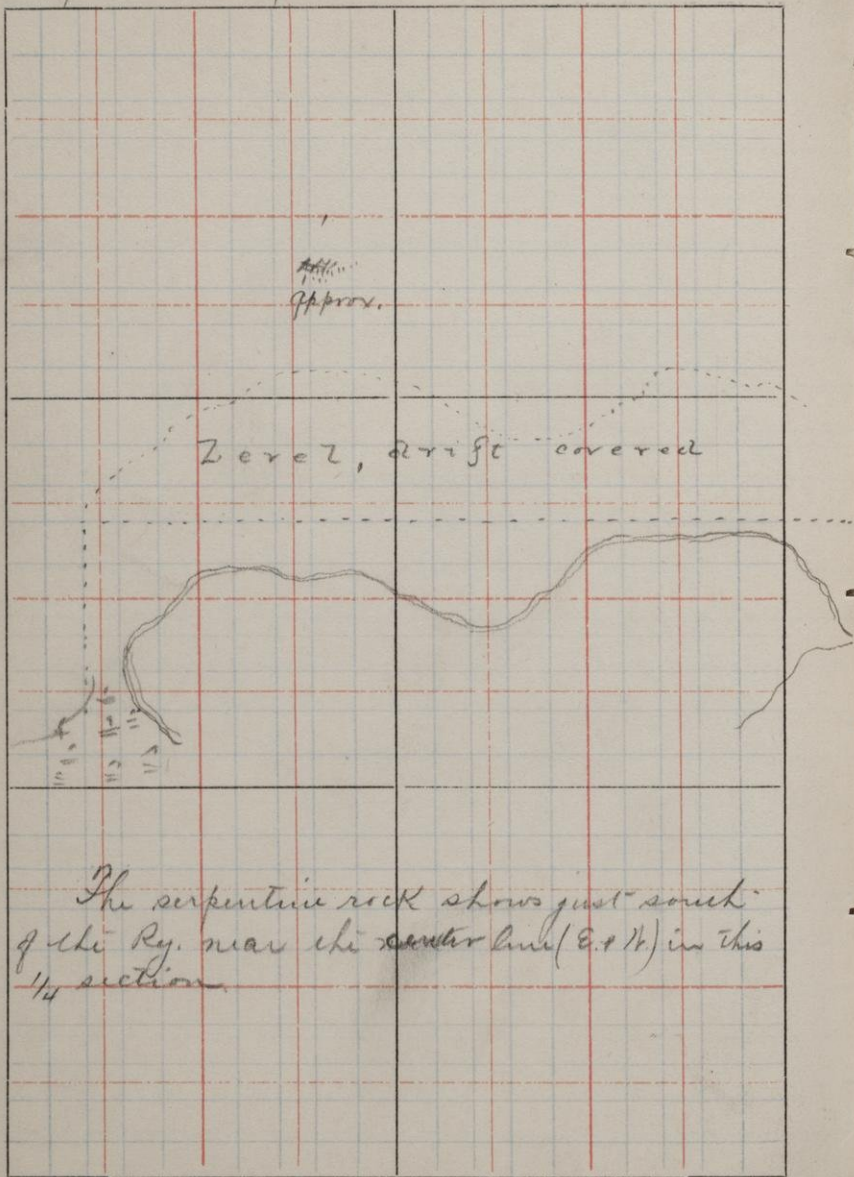 approx.
Level, drift covered
The serpentine rock shows just south
of the Ry. near the center line (E. & W.) in this
1/4 section